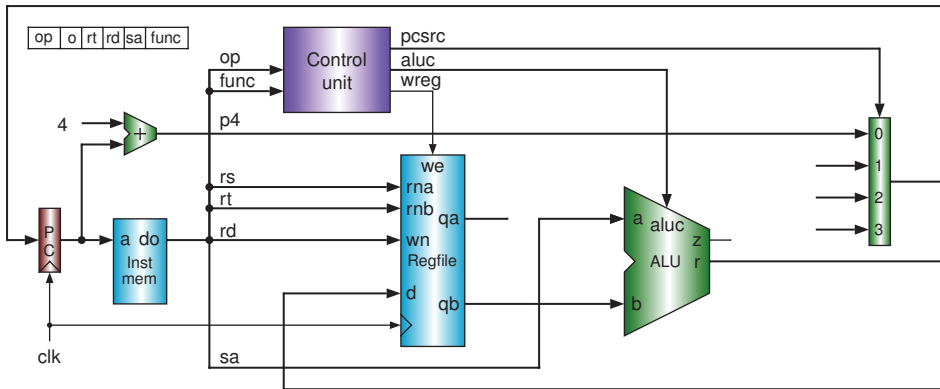 op o rt rd sa func
Control
unit
op
func
pcsrc
aluc
wreg
4
+
p4
0
1
2
3
rs
rt
rd
we
rna
rnb
wn
Regfile
d
qa
qb
PC
a do
Inst
mem
a
aluc
z
ALU
r
b
clk
sa